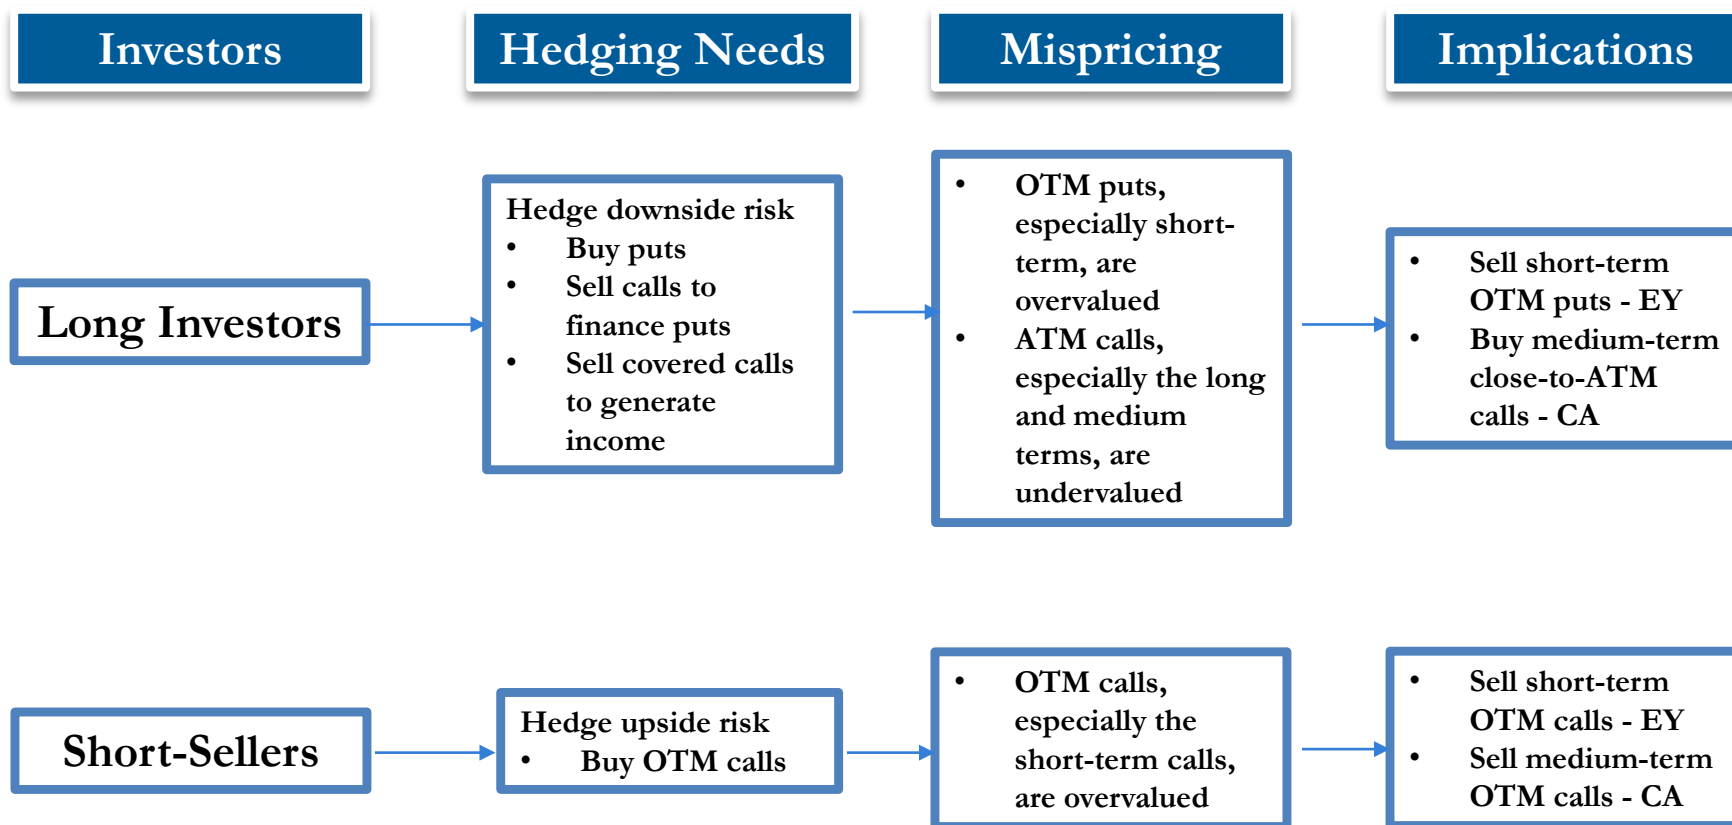 Investors
Hedging Needs
Mispricing
Implications
Long Investors
Hedge downside risk
• Buy puts
• Sell calls to
finance puts
• Sell covered calls
to generate
income
• OTM puts,
especially short-
term, are
overvalued
• ATM calls,
especially the long
and medium
terms, are
undervalued
• Sell short-term
OTM puts - EY
• Buy medium-term
close-to-ATM
calls - CA
Short-Sellers
Hedge upside risk
• Buy OTM calls
• OTM calls,
especially the
short-term calls,
are overvalued
• Sell short-term
OTM calls - EY
• Sell medium-term
OTM calls - CA